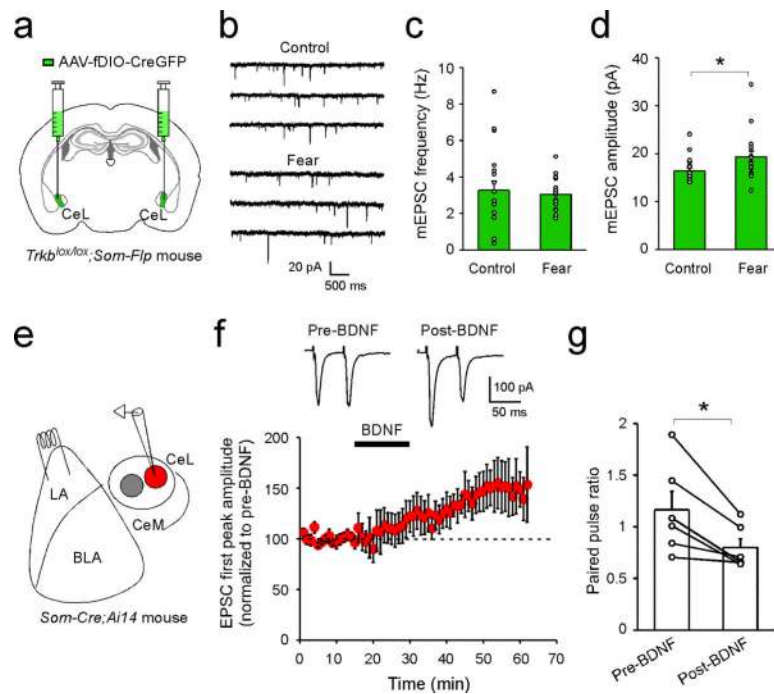 a
AAV-fDIO-CreGFP
CeL
CeL
Trkb^lox/lox;Som-Flp mouse
b
Control
Fear
20 pA
500 ms
c
mEPSC frequency (Hz)
10
8
6
4
2
0
Control
Fear
d
*
mEPSC amplitude (pA)
40
30
20
10
0
Control
Fear
e
LA
BLA
CeL
CeM
Som-Cre;Ai14 mouse
f
Pre-BDNF
Post-BDNF
100 pA
50 ms
BDNF
EPSC first peak amplitude
(normalized to pre-BDNF)
200
150
100
50
0
0 10 20 30 40 50 60 70
Time (min)
g
*
Paired pulse ratio
2
1.5
1
0.5
0
Pre-BDNF
Post-BDNF